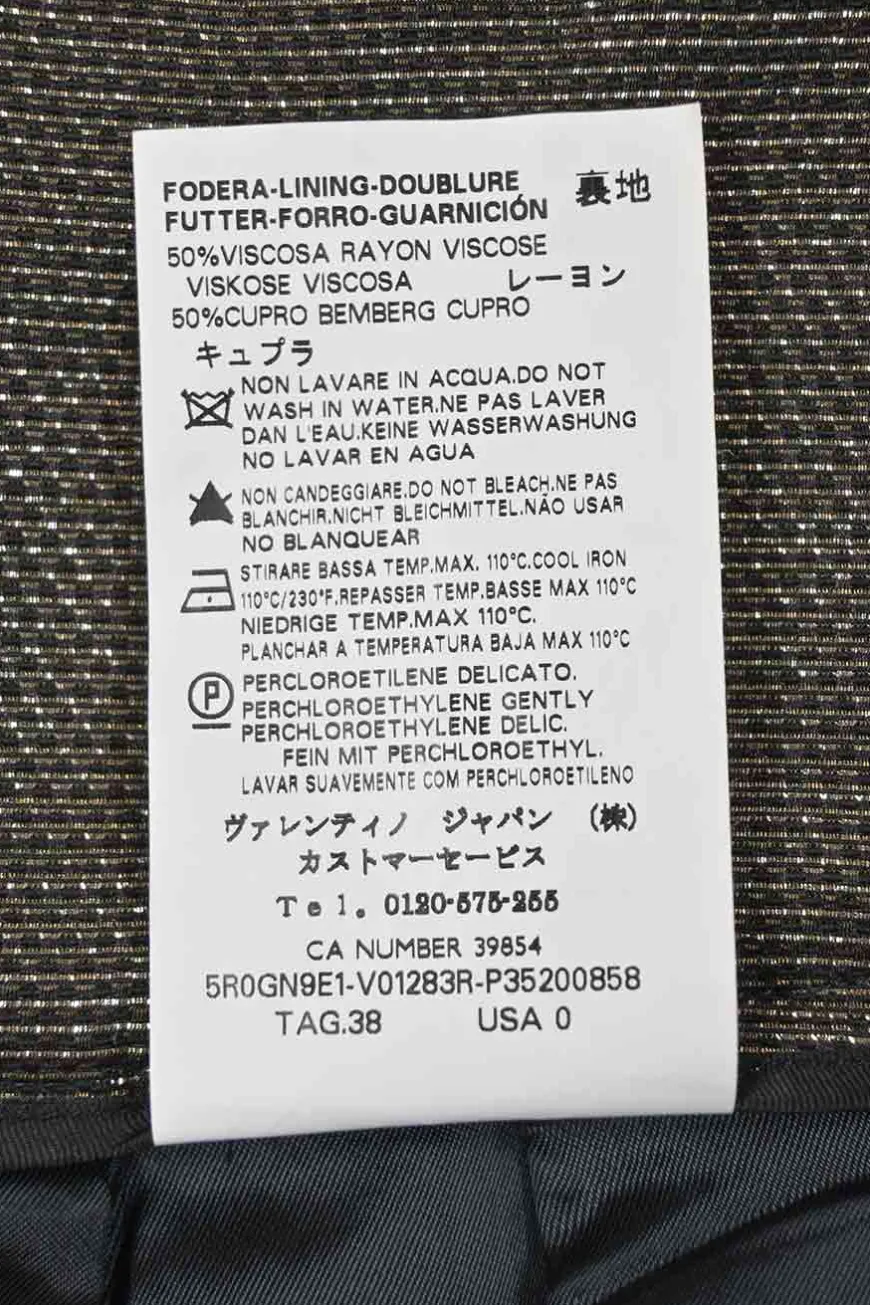 FODERA-LINING-DOUBLURE 裏地
FUTTER-FORRO-GUARNICIÓN
50%VISCOSA RAYON VISCOSE
VISKOSE VISCOSA レーヨン
50%CUPRO BEMBERG CUPRO
キュプラ
NON LAVARE IN ACQUA.DO NOT
WASH IN WATER.NE PAS LAVER
DAN L'EAU.KEINE WASSERWASHUNG
NO LAVAR EN AGUA
NON CANDEGGIARE.DO NOT BLEACH.NE PAS
BLANCHIR.NICHT BLEICHMITTEL.NÃO USAR
NO BLANQUEAR
STIRARE BASSA TEMP.MAX. 110°C.COOL IRON
110°C/230°F.REPASSER TEMP.BASSE MAX 110°C
NIEDRIGE TEMP.MAX 110°C.
PLANCHAR A TEMPERATURA BAJA MAX 110°C
P PERCLOROETILENE DELICATO.
PERCHLOROETHYLENE GENTLY
PERCHLOROETHYLENE DELIC.
FEIN MIT PERCHLOROETHYL.
LAVAR SUAVEMENTE COM PERCHLOROETILENO
ヴァレンティノ ジャパン (株)
カストマーセービス
Tel. 0120-575-255
CA NUMBER 39854
5R0GN9E1-V01283R-P35200858
TAG.38 USA 0